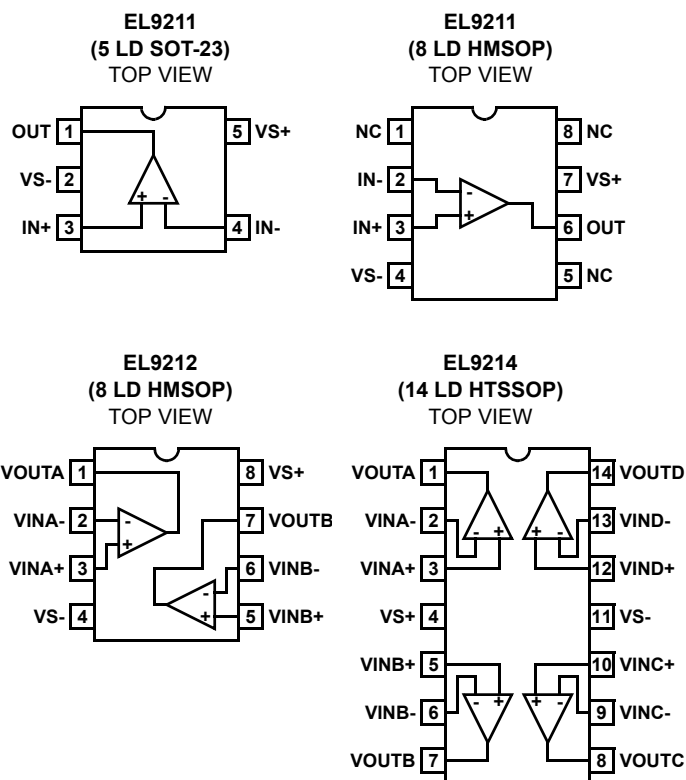 EL9211
(5 LD SOT-23)
TOP VIEW
OUT 1
5 VS+
VS- 2
IN+ 3
4 IN-
+ -
EL9211
(8 LD HMSOP)
TOP VIEW
NC 1
8 NC
IN- 2
7 VS+
-
+
IN+ 3
6 OUT
VS- 4
5 NC
EL9212
(8 LD HMSOP)
TOP VIEW
VOUTA 1
8 VS+
VINA- 2
7 VOUTB
-
+
VINA+ 3
6 VINB-
-
+
VS- 4
5 VINB+
EL9214
(14 LD HTSSOP)
TOP VIEW
VOUTA 1
14 VOUTD
VINA- 2
13 VIND-
- +
+ -
VINA+ 3
12 VIND+
VS+ 4
11 VS-
VINB+ 5
10 VINC+
- +
+ -
VINB- 6
9 VINC-
VOUTB 7
8 VOUTC